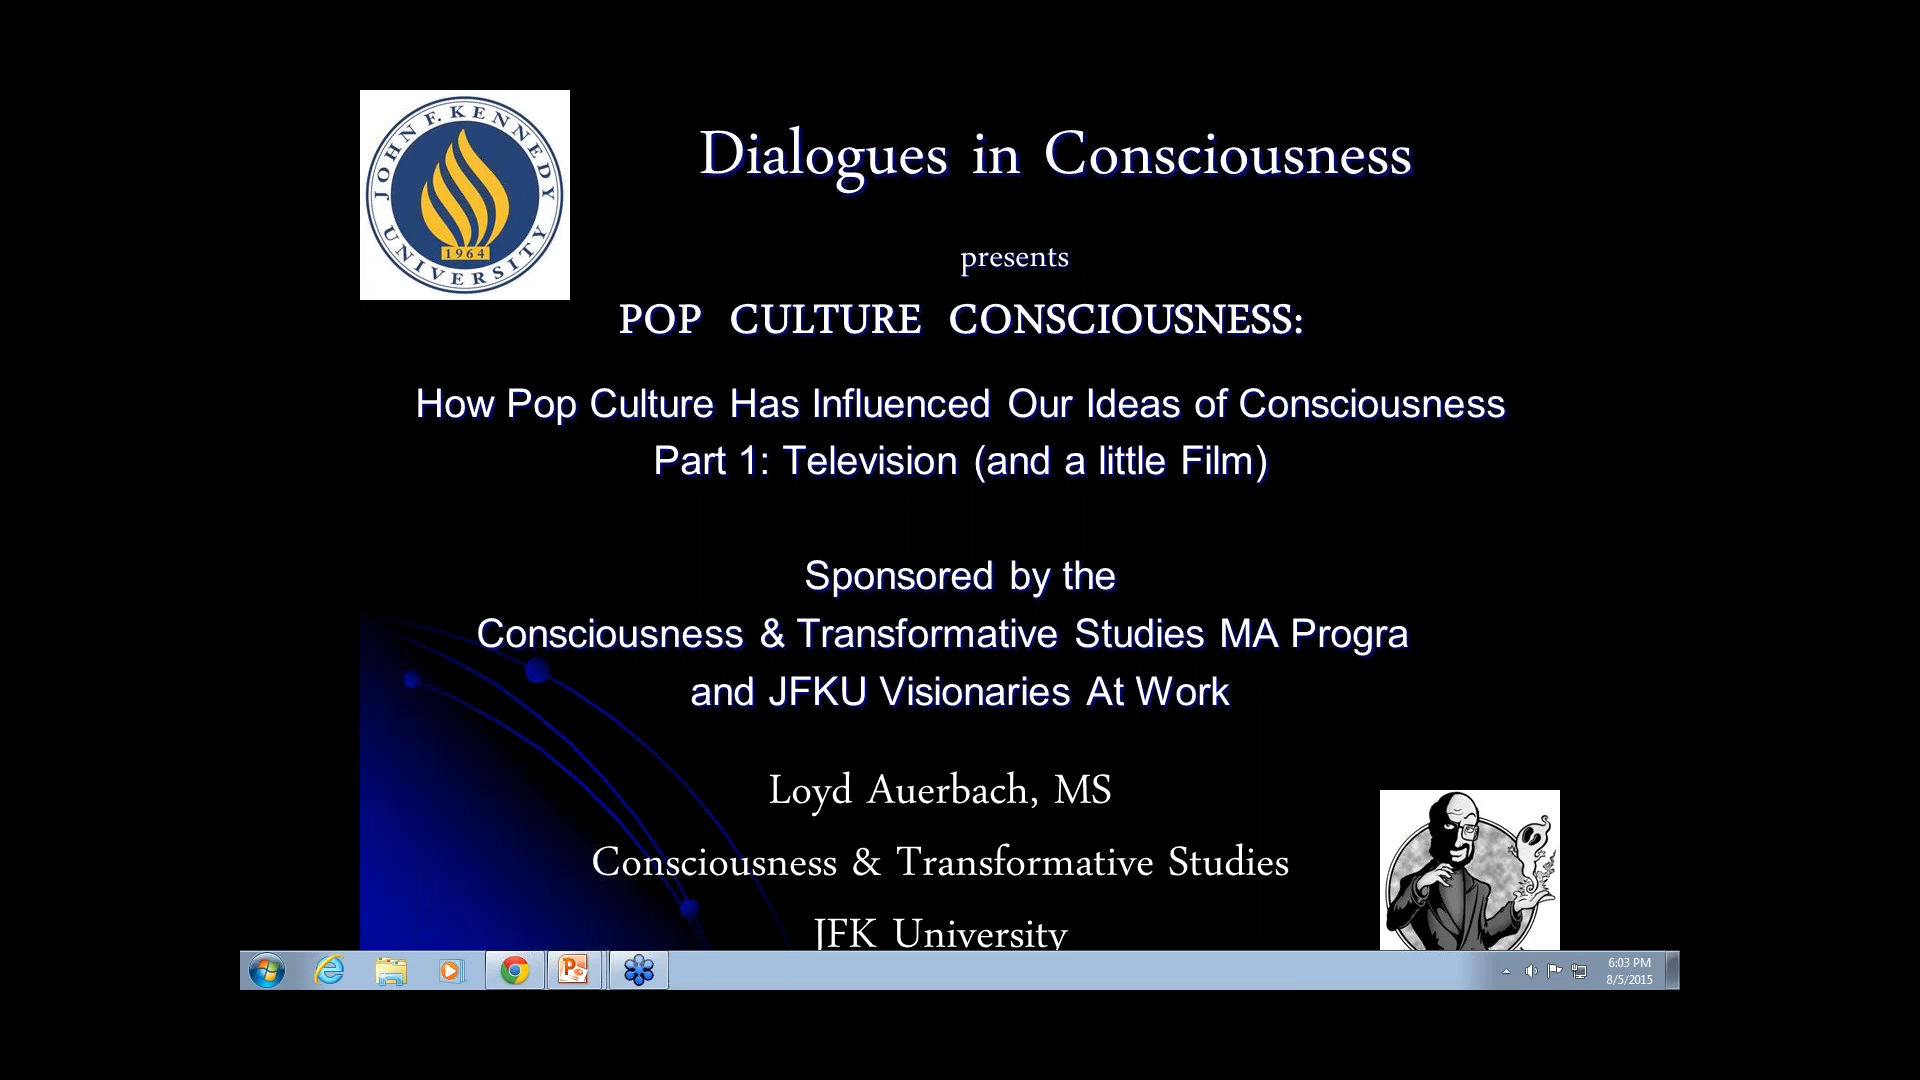 JOHN F. KENNEDY
UNIVERSITY
1964
Dialogues in Consciousness
presents
POP CULTURE CONSCIOUSNESS:
How Pop Culture Has Influenced Our Ideas of Consciousness
Part 1: Television (and a little Film)
Sponsored by the
Consciousness & Transformative Studies MA Progra
and JFKU Visionaries At Work
Loyd Auerbach, MS
Consciousness & Transformative Studies
JFK University
6:03 PM
8/5/2015